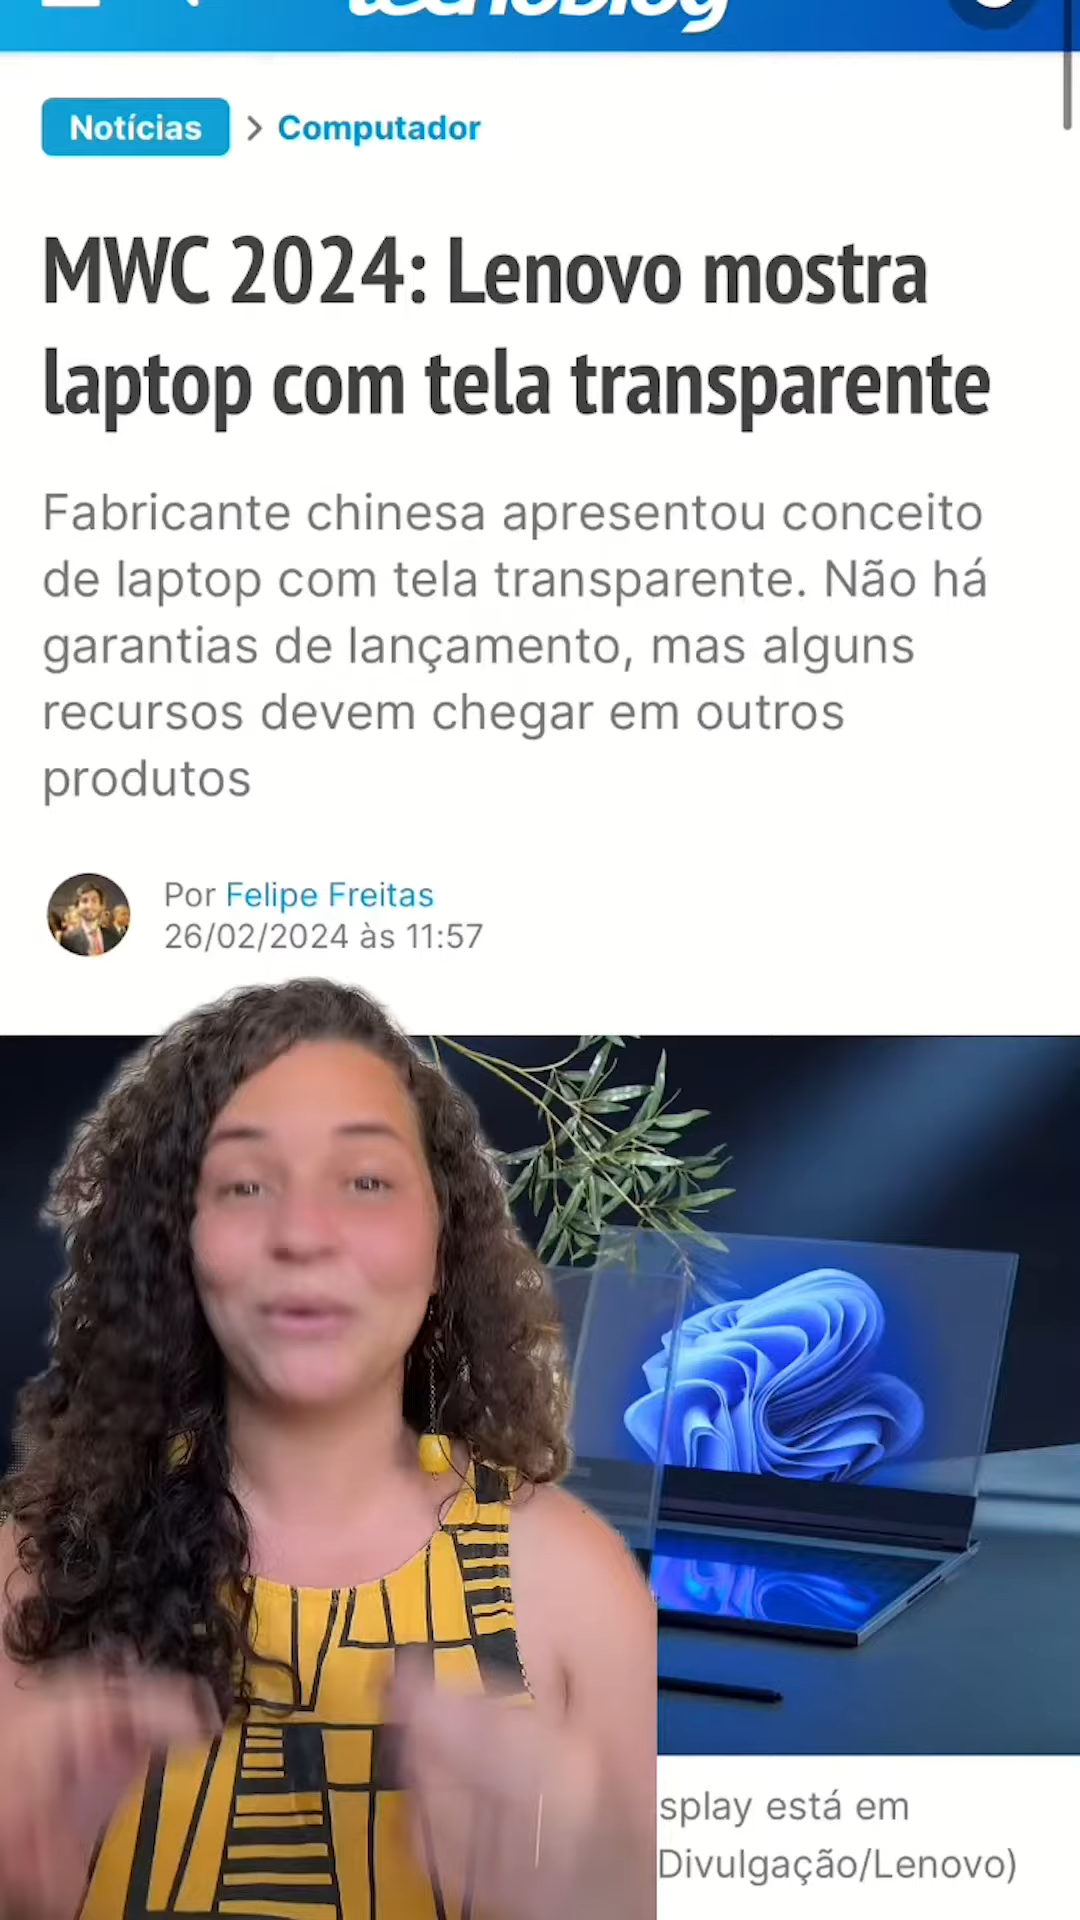 tecnoblog
Notícias > Computador
MWC 2024: Lenovo mostra
laptop com tela transparente
Fabricante chinesa apresentou conceito
de laptop com tela transparente. Não há
garantias de lançamento, mas alguns
recursos devem chegar em outros
produtos
Por Felipe Freitas
26/02/2024 às 11:57
splay está em
Divulgação/Lenovo)